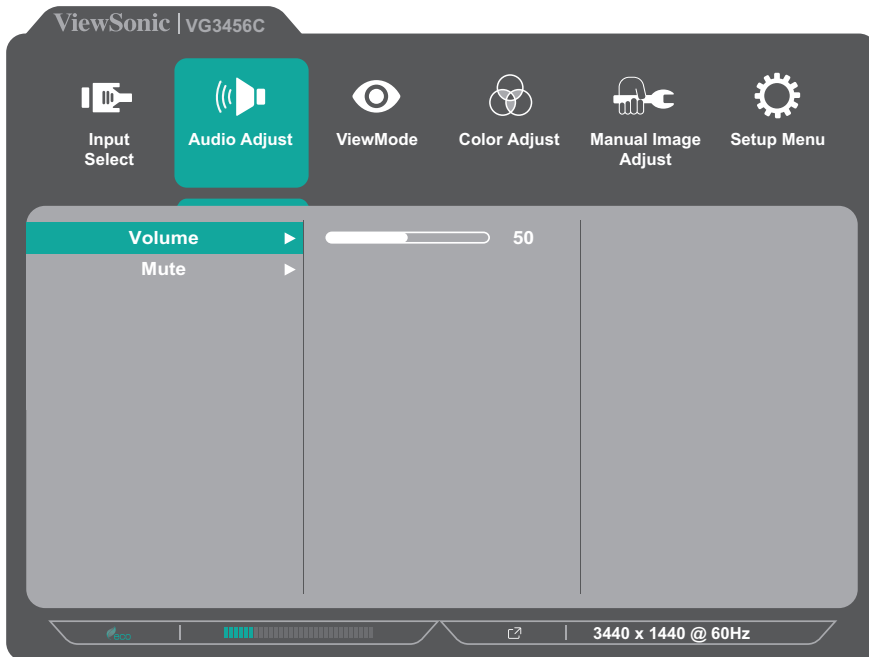 ViewSonic | VG3456C
Input
Select
Audio Adjust
ViewMode
Color Adjust
Manual Image
Adjust
Setup Menu
Volume
50
Mute
eco
3440 x 1440 @ 60Hz